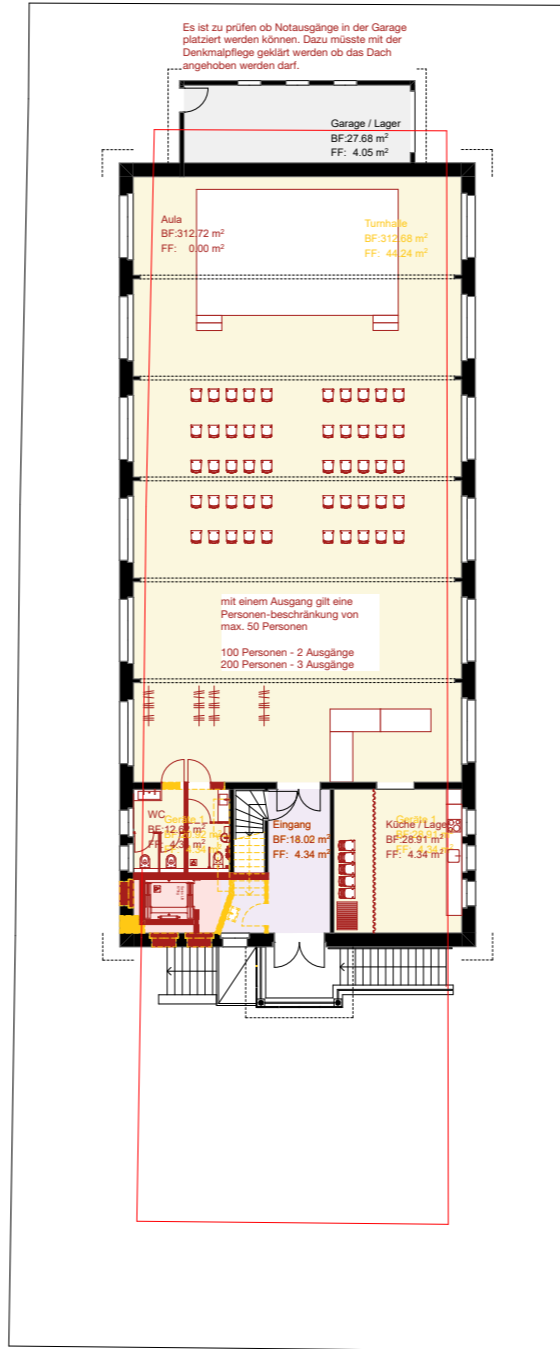 Es ist zu prüfen ob Notausgänge in der Garage
platziert werden können. Dazu müsste mit der
Denkmalpflege geklärt werden ob das Dach
angehoben werden darf.
Garage / Lager
BF:27.68 m²
FF: 4.05 m²
Aula
BF:312.72 m²
FF: 0.00 m²
Turnhalle
BF:312.68 m²
FF: 44.24 m²
mit einem Ausgang gilt eine
Personen-beschränkung von
max. 50 Personen
100 Personen - 2 Ausgänge
200 Personen - 3 Ausgänge
WC
FF: 4.34 m²
Geräte 1
Eingang
BF:18.02 m²
FF: 4.34 m²
Küche / Lager
BF:28.91 m²
FF: 4.34 m²